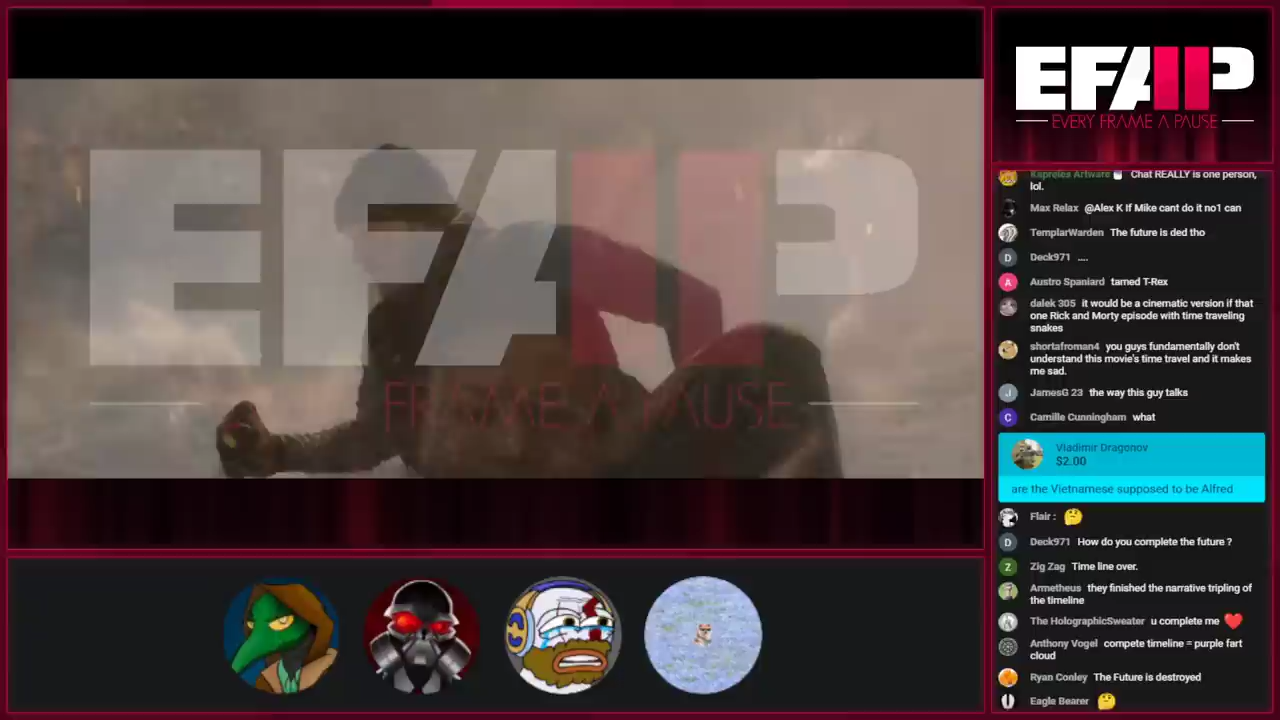 EFAP
FRAME A PAUSE
EFAP
EVERY FRAME A PAUSE
Kapreles Artware Chat REALLY is one person,
lol.
Max Relax @Alex K If Mike cant do it no1 can
TemplarWarden The future is ded tho
D Deck971 ....
A Austro Spaniard tamed T-Rex
dalek 305 it would be a cinematic version if that
one Rick and Morty episode with time traveling
snakes
shortafroman4 you guys fundamentally don't
understand this movie's time travel and it makes
me sad.
J JamesG 23 the way this guy talks
C Camille Cunningham what
Vladimir Dragonov
$2.00
are the Vietnamese supposed to be Alfred
Flair : 🤔
D Deck971 How do you complete the future ?
Z Zig Zag Time line over.
Armetheus they finished the narrative tripling of
the timeline
The HolographicSweater u complete me ❤️
Anthony Vogel compete timeline = purple fart
cloud
Ryan Conley The Future is destroyed
Eagle Bearer 🤔